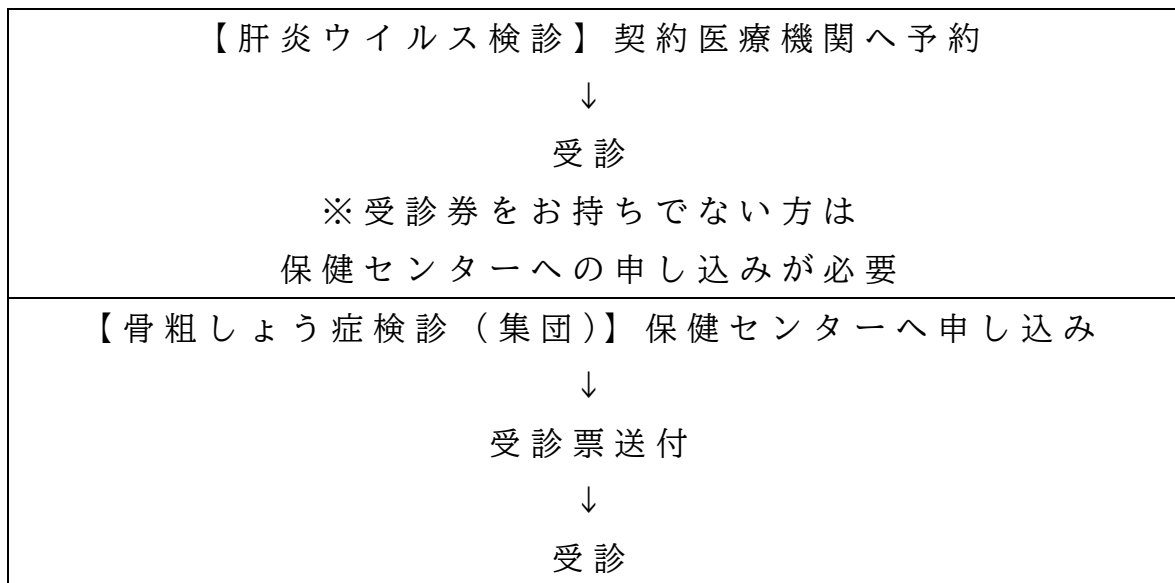 【肝炎ウイルス検診】契約医療機関へ予約
↓
受診
※受診券をお持ちでない方は
保健センターへの申し込みが必要
【骨粗しょう症検診（集団）】保健センターへ申し込み
↓
受診票送付
↓
受診